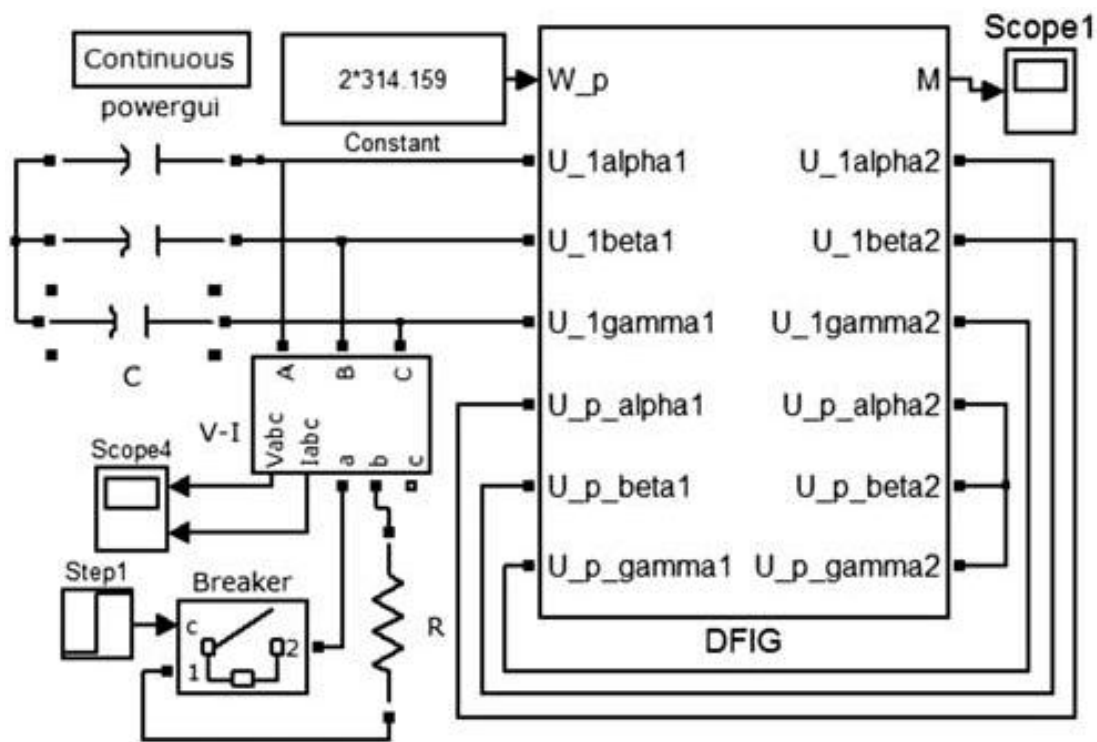 Scope1
Continuous
powergui
2*314.159
Constant
W_p
M
U_1alpha1
U_1alpha2
U_1beta1
U_1beta2
U_1gamma1
U_1gamma2
U_p_alpha1
U_p_alpha2
U_p_beta1
U_p_beta2
U_p_gamma1
U_p_gamma2
DFIG
C
A
B
C
V-I
Vabc
Iabc
a
b
c
Scope4
Step1
Breaker
c
1
2
R